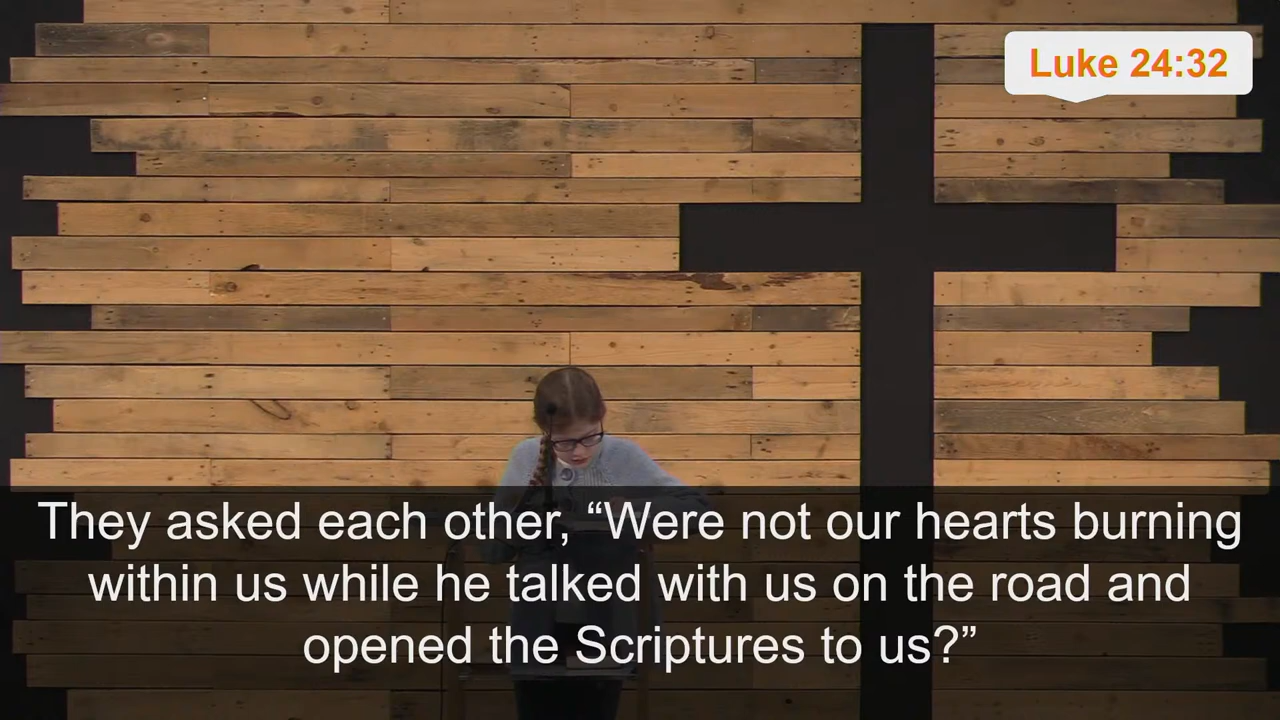 Luke 24:32
They asked each other, “Were not our hearts burning
within us while he talked with us on the road and
opened the Scriptures to us?”